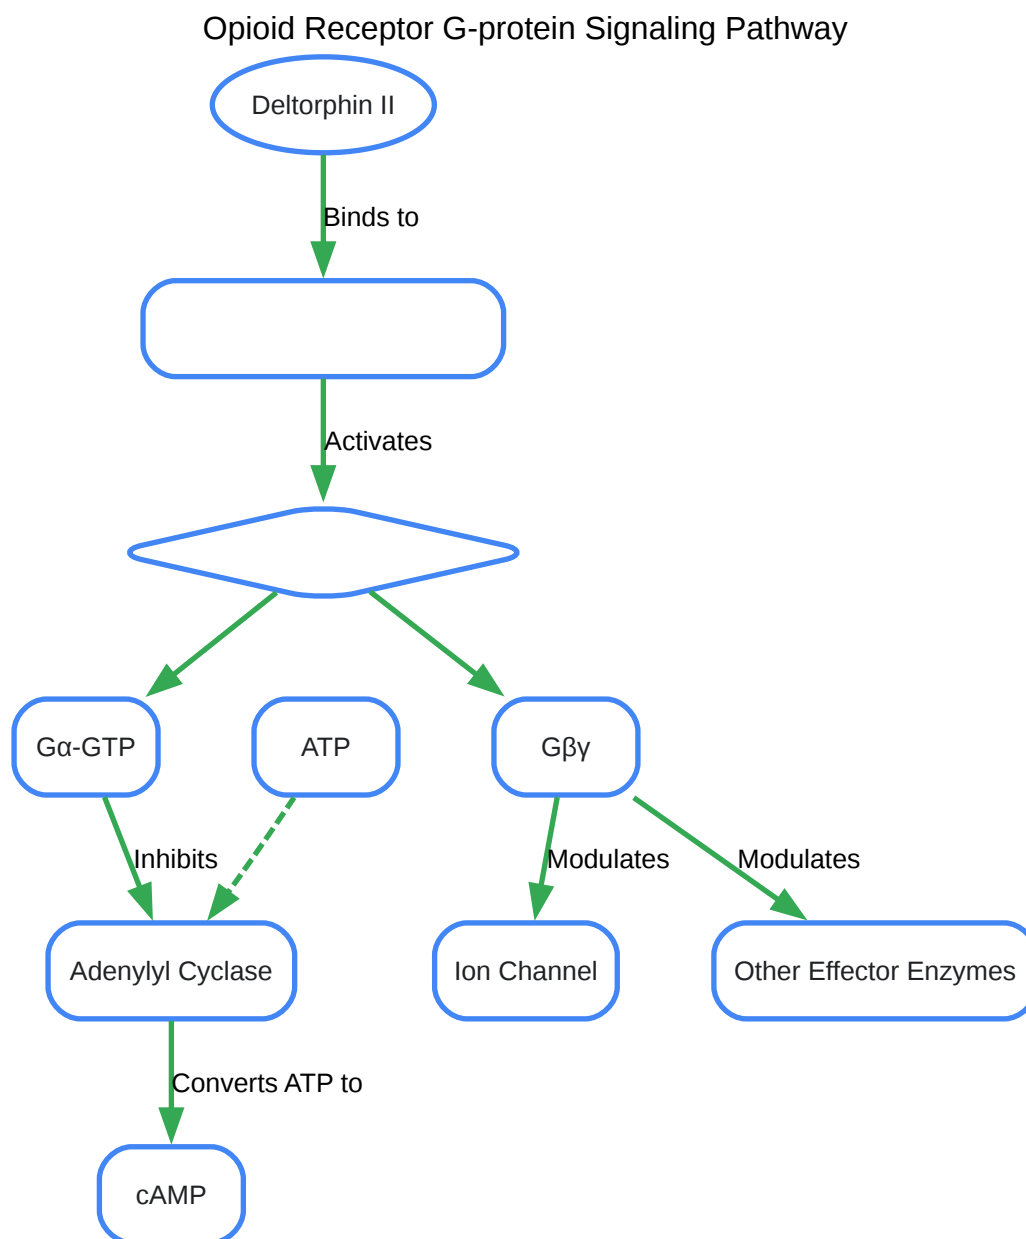 Opioid Receptor G-protein Signaling Pathway
Deltorphin II
Binds to
Activates
Gα-GTP
ATP
Gβγ
Inhibits
Modulates
Modulates
Adenylyl Cyclase
Ion Channel
Other Effector Enzymes
Converts ATP to
cAMP